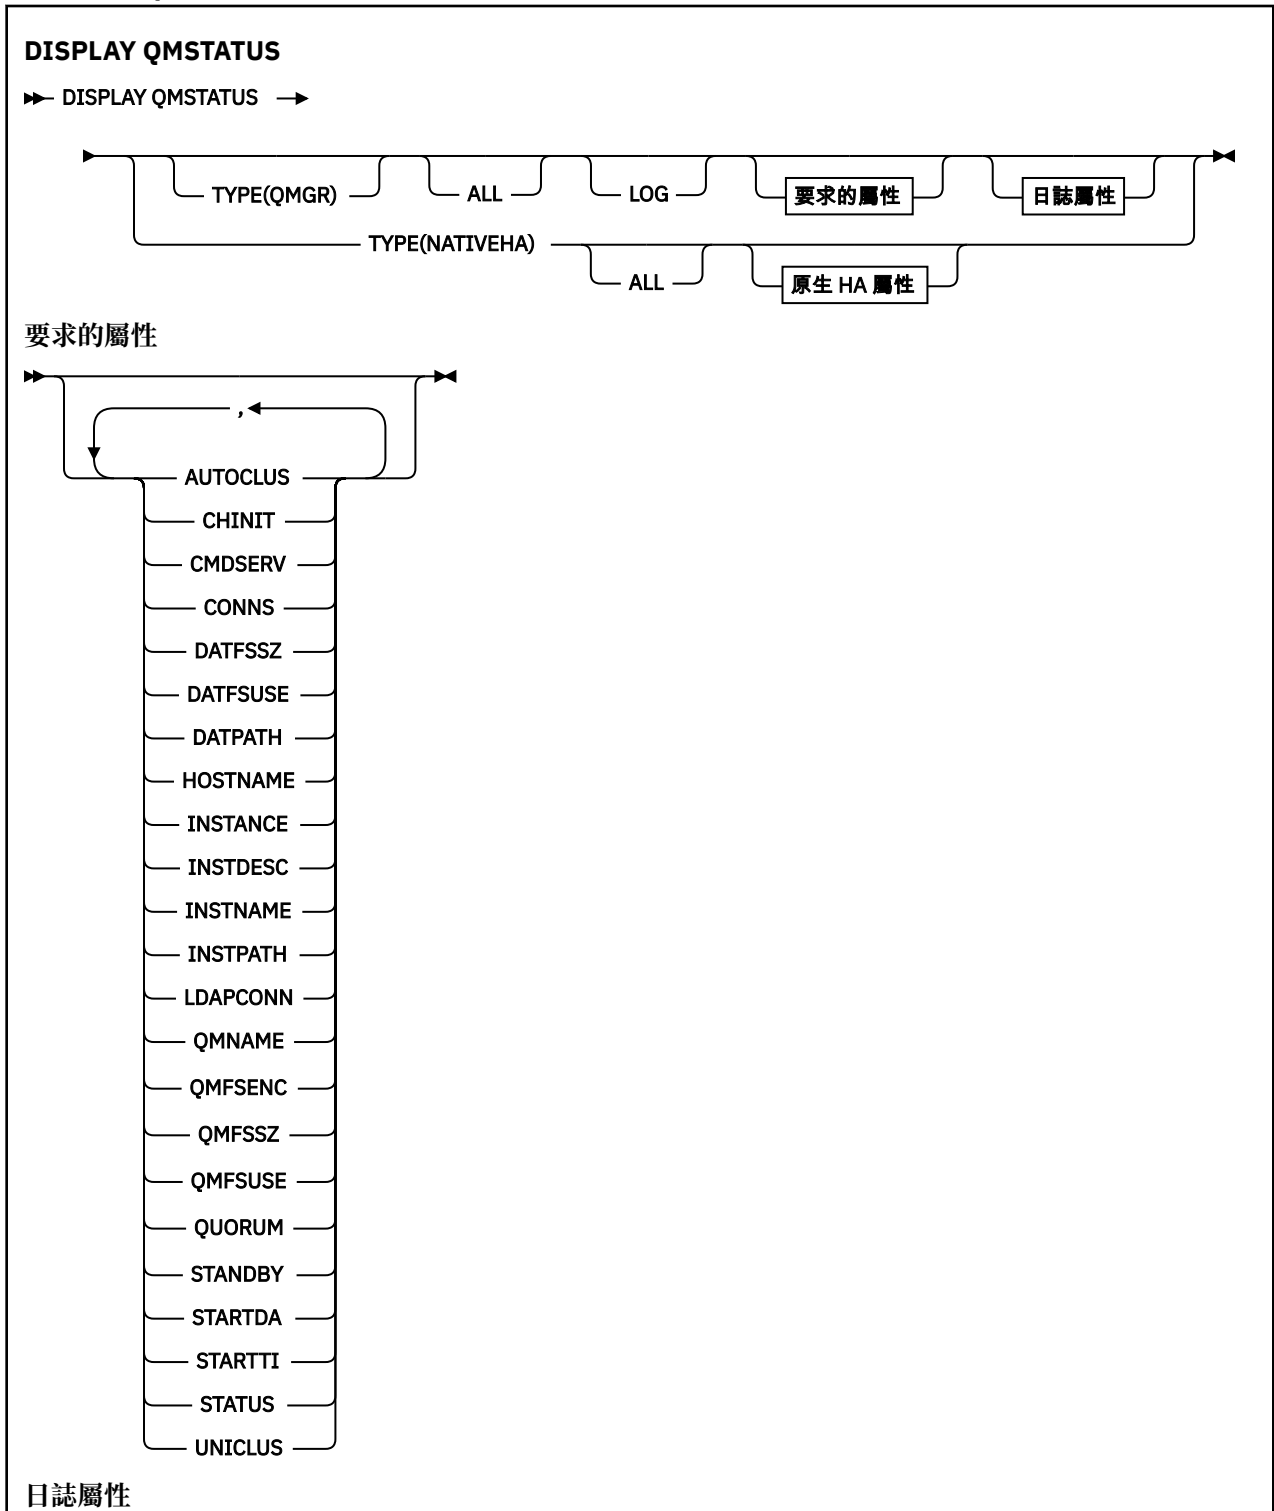 DISPLAY QMSTATUS
DISPLAY QMSTATUS
TYPE(QMGR) ALL LOG 要求的屬性 日誌屬性
TYPE(NATIVEHA)
ALL 原生 HA 屬性
要求的屬性
,
AUTOCLUS
CHINIT
CMDSERV
CONNS
DATFSSZ
DATFSUSE
DATPATH
HOSTNAME
INSTANCE
INSTDESC
INSTNAME
INSTPATH
LDAPCONN
QMNAME
QMFSENC
QMFSSZ
QMFSUSE
QUORUM
STANDBY
STARTDA
STARTTI
STATUS
UNICLUS
日誌屬性